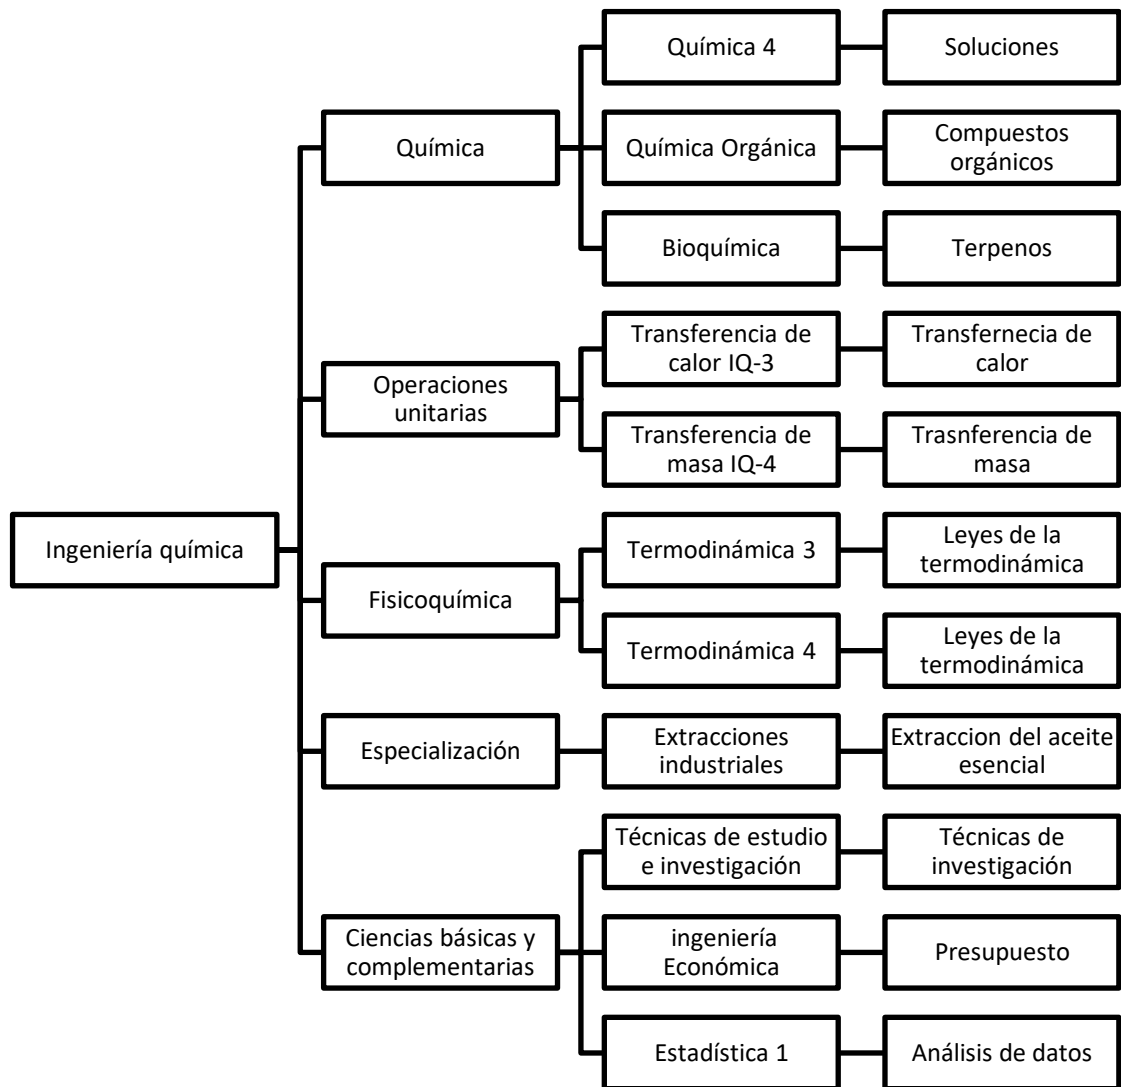 Química 4
Soluciones
Química
Química Orgánica
Compuestos
orgánicos
Bioquímica
Terpenos
Transferencia de
calor IQ-3
Transfernecia de
calor
Operaciones
unitarias
Transferencia de
masa IQ-4
Trasnferencia de
masa
Ingeniería química
Termodinámica 3
Leyes de la
termodinámica
Fisicoquímica
Termodinámica 4
Leyes de la
termodinámica
Especialización
Extracciones
industriales
Extraccion del aceite
esencial
Técnicas de estudio
e investigación
Técnicas de
investigación
Ciencias básicas y
complementarias
ingeniería
Económica
Presupuesto
Estadística 1
Análisis de datos